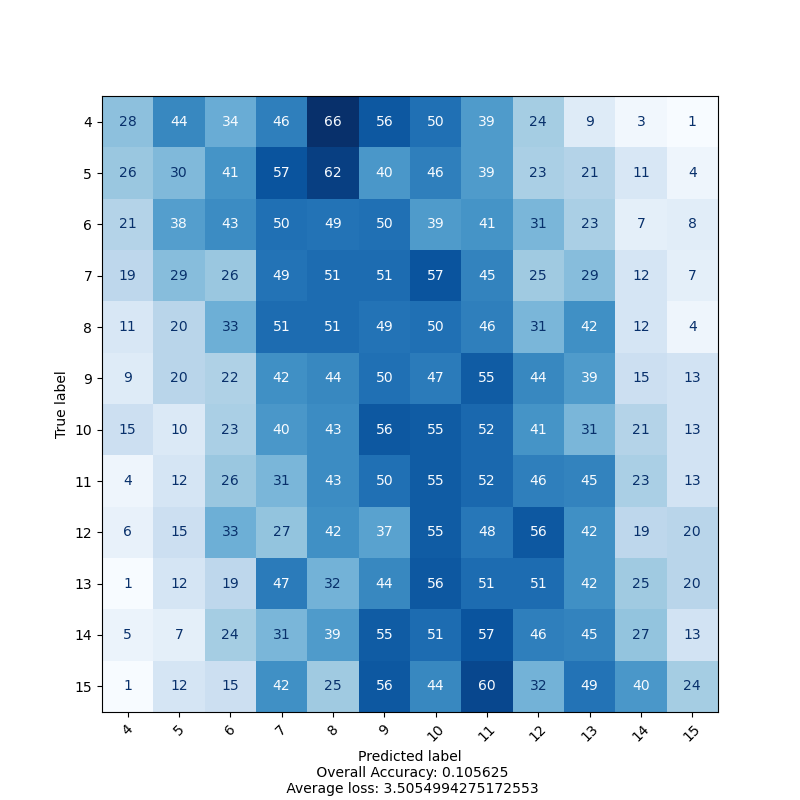 4 28 44 34 46 66 56 50 39 24 9 3 1
5 26 30 41 57 62 40 46 39 23 21 11 4
6 21 38 43 50 49 50 39 41 31 23 7 8
7 19 29 26 49 51 51 57 45 25 29 12 7
8 11 20 33 51 51 49 50 46 31 42 12 4
9 9 20 22 42 44 50 47 55 44 39 15 13
10 15 10 23 40 43 56 55 52 41 31 21 13
11 4 12 26 31 43 50 55 52 46 45 23 13
12 6 15 33 27 42 37 55 48 56 42 19 20
13 1 12 19 47 32 44 56 51 51 42 25 20
14 5 7 24 31 39 55 51 57 46 45 27 13
15 1 12 15 42 25 56 44 60 32 49 40 24
True label
4 5 6 7 8 9 10 11 12 13 14 15
Predicted label
Overall Accuracy: 0.105625
Average loss: 3.5054994275172553